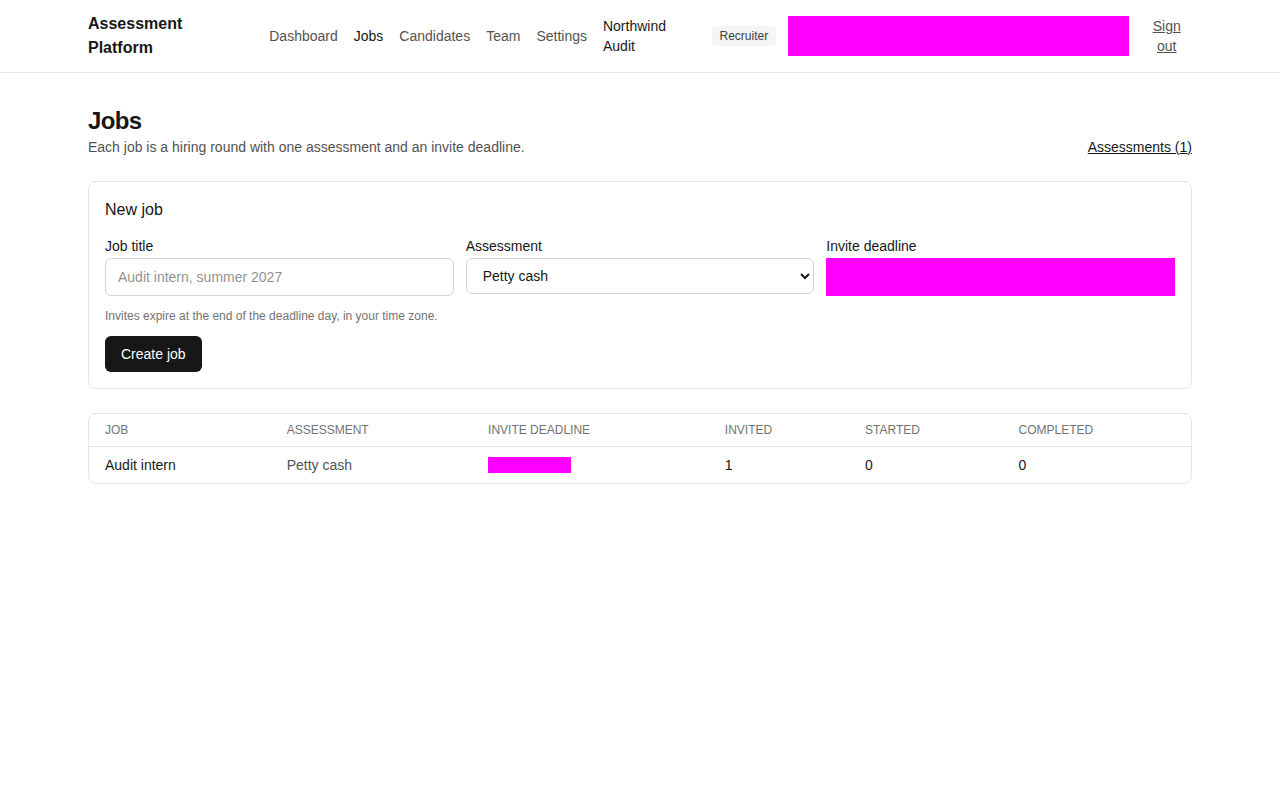 Assessment
Platform
Dashboard Jobs Candidates Team Settings Northwind Audit Recruiter Sign out
Jobs
Each job is a hiring round with one assessment and an invite deadline. Assessments (1)
New job
Job title Assessment Invite deadline
Audit intern, summer 2027 Petty cash
Invites expire at the end of the deadline day, in your time zone.
Create job
JOB ASSESSMENT INVITE DEADLINE INVITED STARTED COMPLETED
Audit intern Petty cash 1 0 0